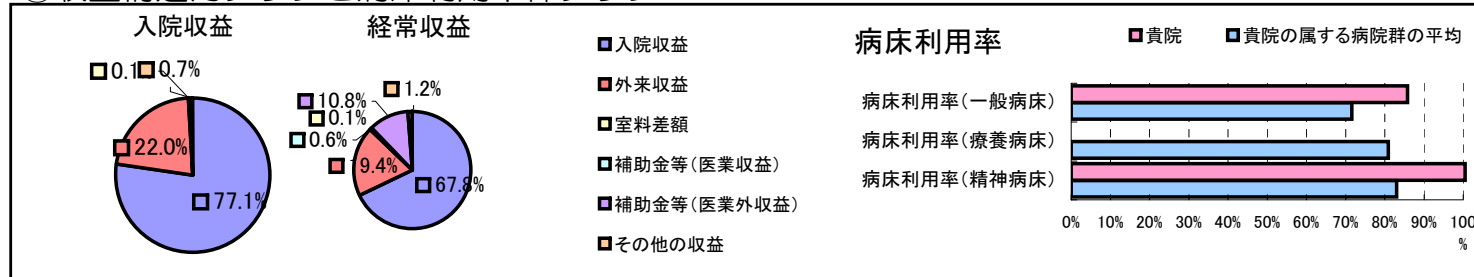 入院収益
経常収益
0.7%
22.0%
77.1%
1.2%
10.8%
0.1%
0.6%
9.4%
67.8%
入院収益
外来収益
室料差額
補助金等(医業収益)
補助金等(医業外収益)
その他の収益
病床利用率
貴院
貴院の属する病院群の平均
病床利用率(一般病床)
病床利用率(療養病床)
病床利用率(精神病床)
0% 10% 20% 30% 40% 50% 60% 70% 80% 90% 100
%